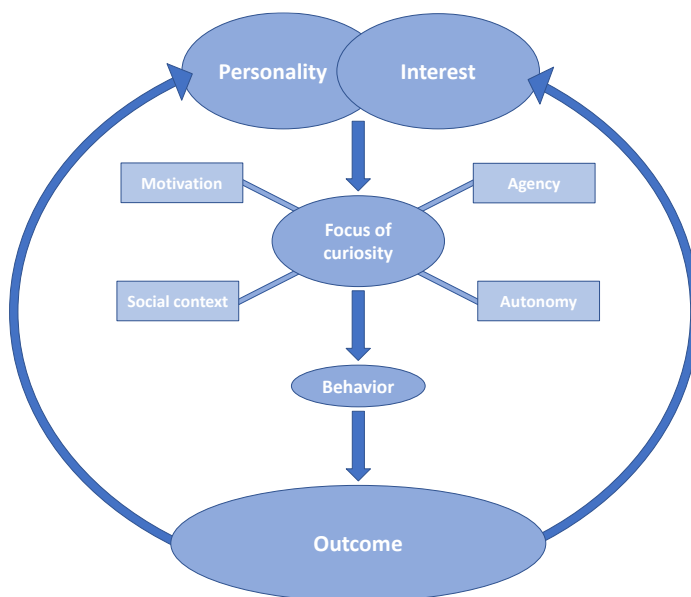 Personality
Interest
Motivation
Agency
Focus of
curiosity
Social context
Autonomy
Behavior
Outcome